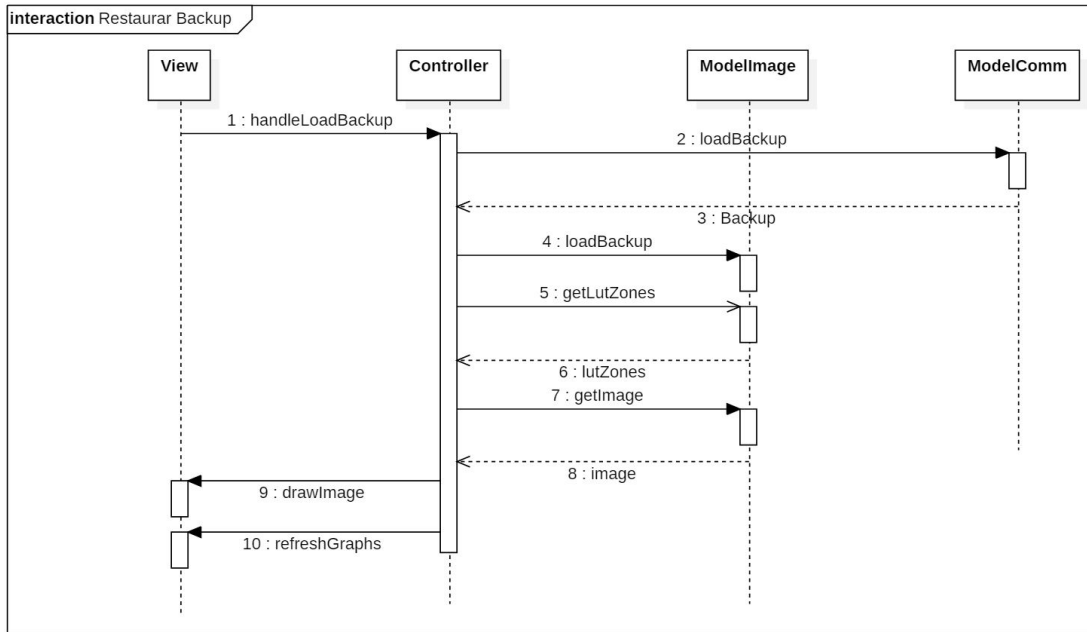 interaction Restaurar Backup
View
Controller
ModelImage
ModelComm
1 : handleLoadBackup
2 : loadBackup
3 : Backup
4 : loadBackup
5 : getLutZones
6 : lutZones
7 : getImage
8 : image
9 : drawImage
10 : refreshGraphs